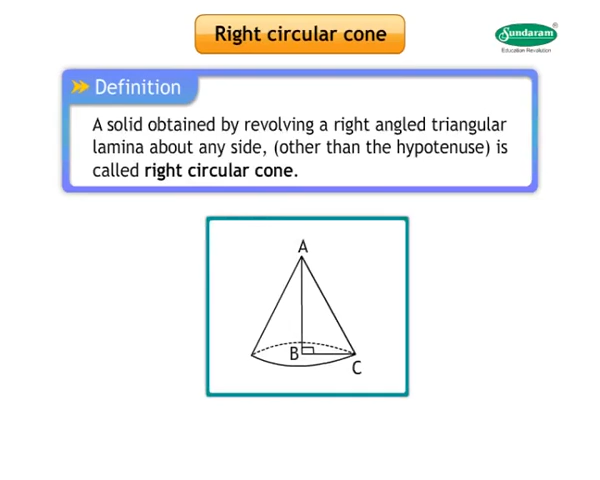 Right circular cone
Sundaram®
Education Revolution
Definition
A solid obtained by revolving a right angled triangular
lamina about any side, (other than the hypotenuse) is
called right circular cone.
A
B
C